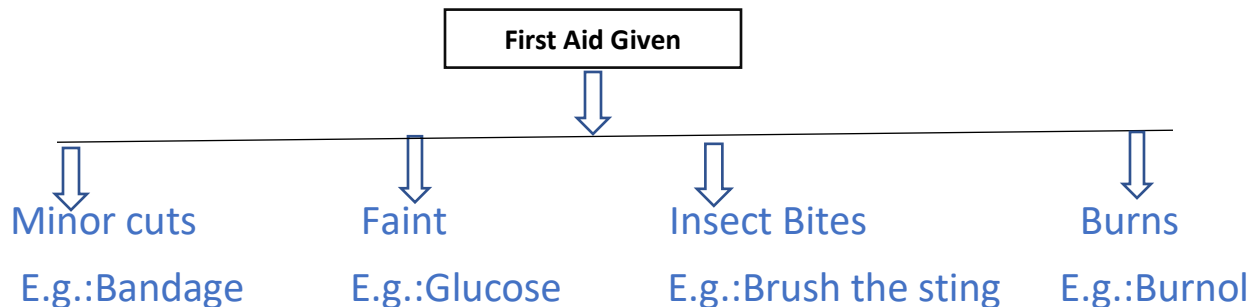 First Aid Given
Minor cuts Faint Insect Bites Burns
E.g.:Bandage E.g.:Glucose E.g.:Brush the sting E.g.:Burnol